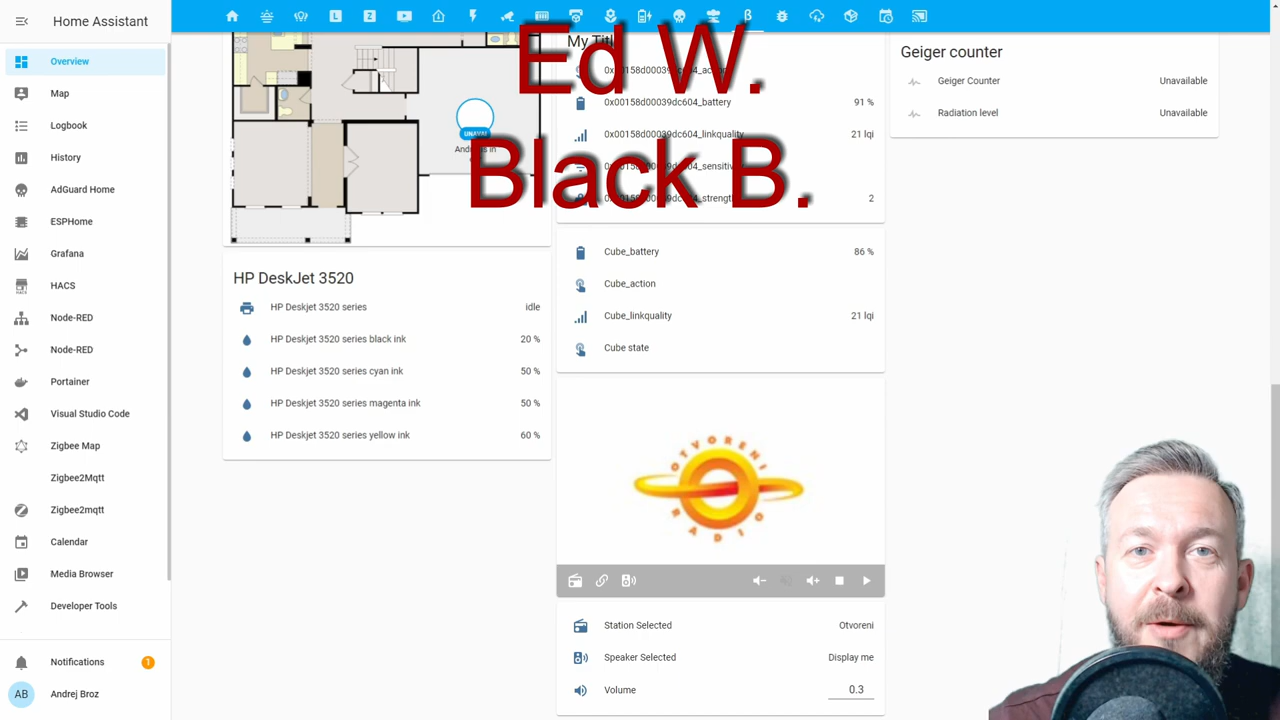 Home Assistant
Overview
Map
Logbook
History
AdGuard Home
ESPHome
Grafana
HACS
Node-RED
Node-RED
Portainer
Visual Studio Code
Zigbee Map
Zigbee2Mqtt
Zigbee2mqtt
Calendar
Media Browser
Developer Tools
Notifications 1
AB Andrej Broz
UNAVAI
HP DeskJet 3520
HP Deskjet 3520 series idle
HP Deskjet 3520 series black ink 20 %
HP Deskjet 3520 series cyan ink 50 %
HP Deskjet 3520 series magenta ink 50 %
HP Deskjet 3520 series yellow ink 60 %
Ed W.
Black B.
0x00158d00039dc604_battery 91 %
0x00158d00039dc604_linkquality 21 lqi
2
Cube_battery 86 %
Cube_action
Cube_linkquality 21 lqi
Cube state
OTVORENI
RADIO
Station Selected Otvoreni
Speaker Selected Display me
Volume 0.3
Geiger counter
Geiger Counter Unavailable
Radiation level Unavailable